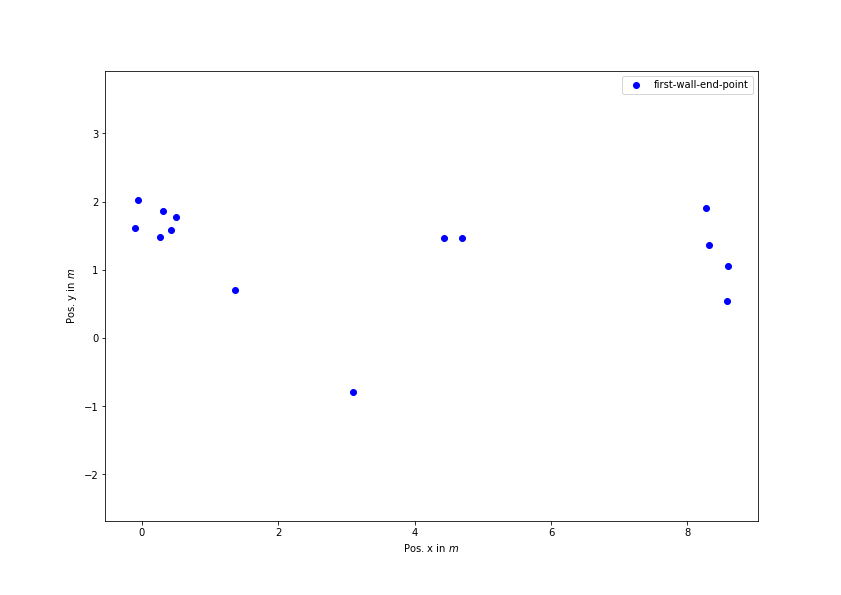 first-wall-end-point
3
2
1
0
−1
−2
Pos. y in m
0 2 4 6 8
Pos. x in m